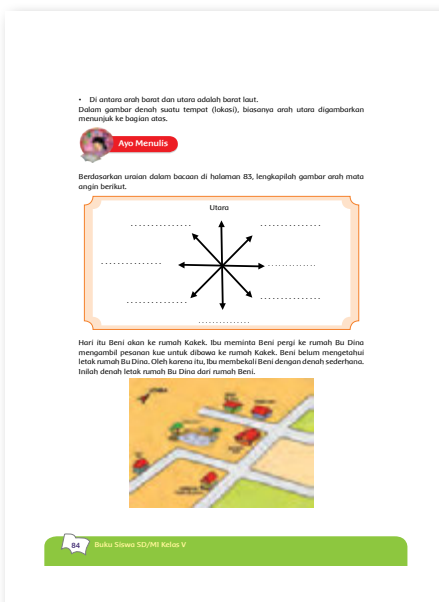 • Di antara arah barat dan utara adalah barat laut.
Dalam gambar denah suatu tempat (lokasi), biasanya arah utara digambarkan
menunjuk ke bagian atas.
Ayo Menulis
Berdasarkan uraian dalam bacaan di halaman 83, lengkapilah gambar arah mata
angin berikut.
Utara
Hari itu Beni akan ke rumah Kakek. Ibu meminta Beni pergi ke rumah Bu Dina
mengambil pesanan kue untuk dibawa ke rumah Kakek. Beni belum mengetahui
letak rumah Bu Dina. Oleh karena itu, Ibu membekali Beni dengan denah sederhana.
Inilah denah letak rumah Bu Dina dari rumah Beni.
84 Buku Siswa SD/MI Kelas V